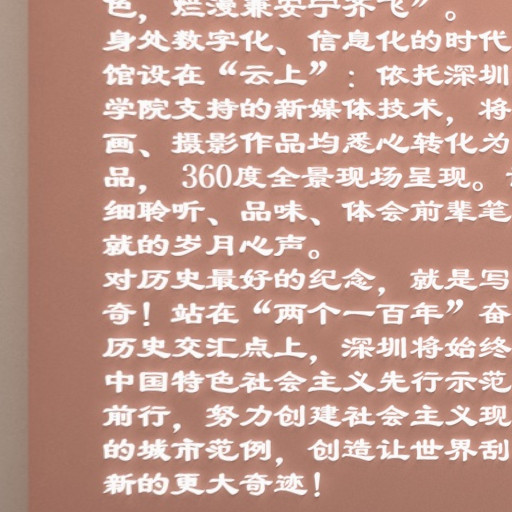 色，烂漫兼安宁齐飞”。
身处数字化、信息化的时代
馆设在“云上”：依托深圳
学院支持的新媒体技术，将
画、摄影作品均悉心转化为
品， 360度全景现场呈现。
细聆听、品味、体会前辈笔
就的岁月心声。
对历史最好的纪念，就是写
奇！站在“两个一百年”奋
历史交汇点上，深圳将始终
中国特色社会主义先行示范
前行，努力创建社会主义现
的城市范例，创造让世界刮
新的更大奇迹！